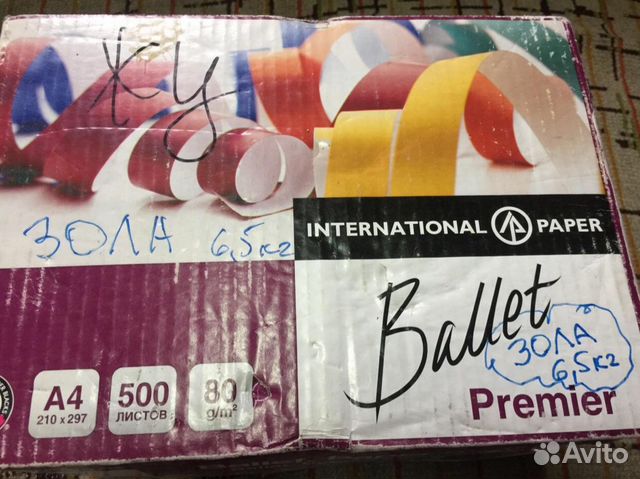 ЖУ
ЗОЛА 6,5кг
INTERNATIONAL PAPER
Ballet
ЗОЛА
6,5кг
Premier
A4
210 x 297
500
ЛИСТОВ
80
g/m²
Avito